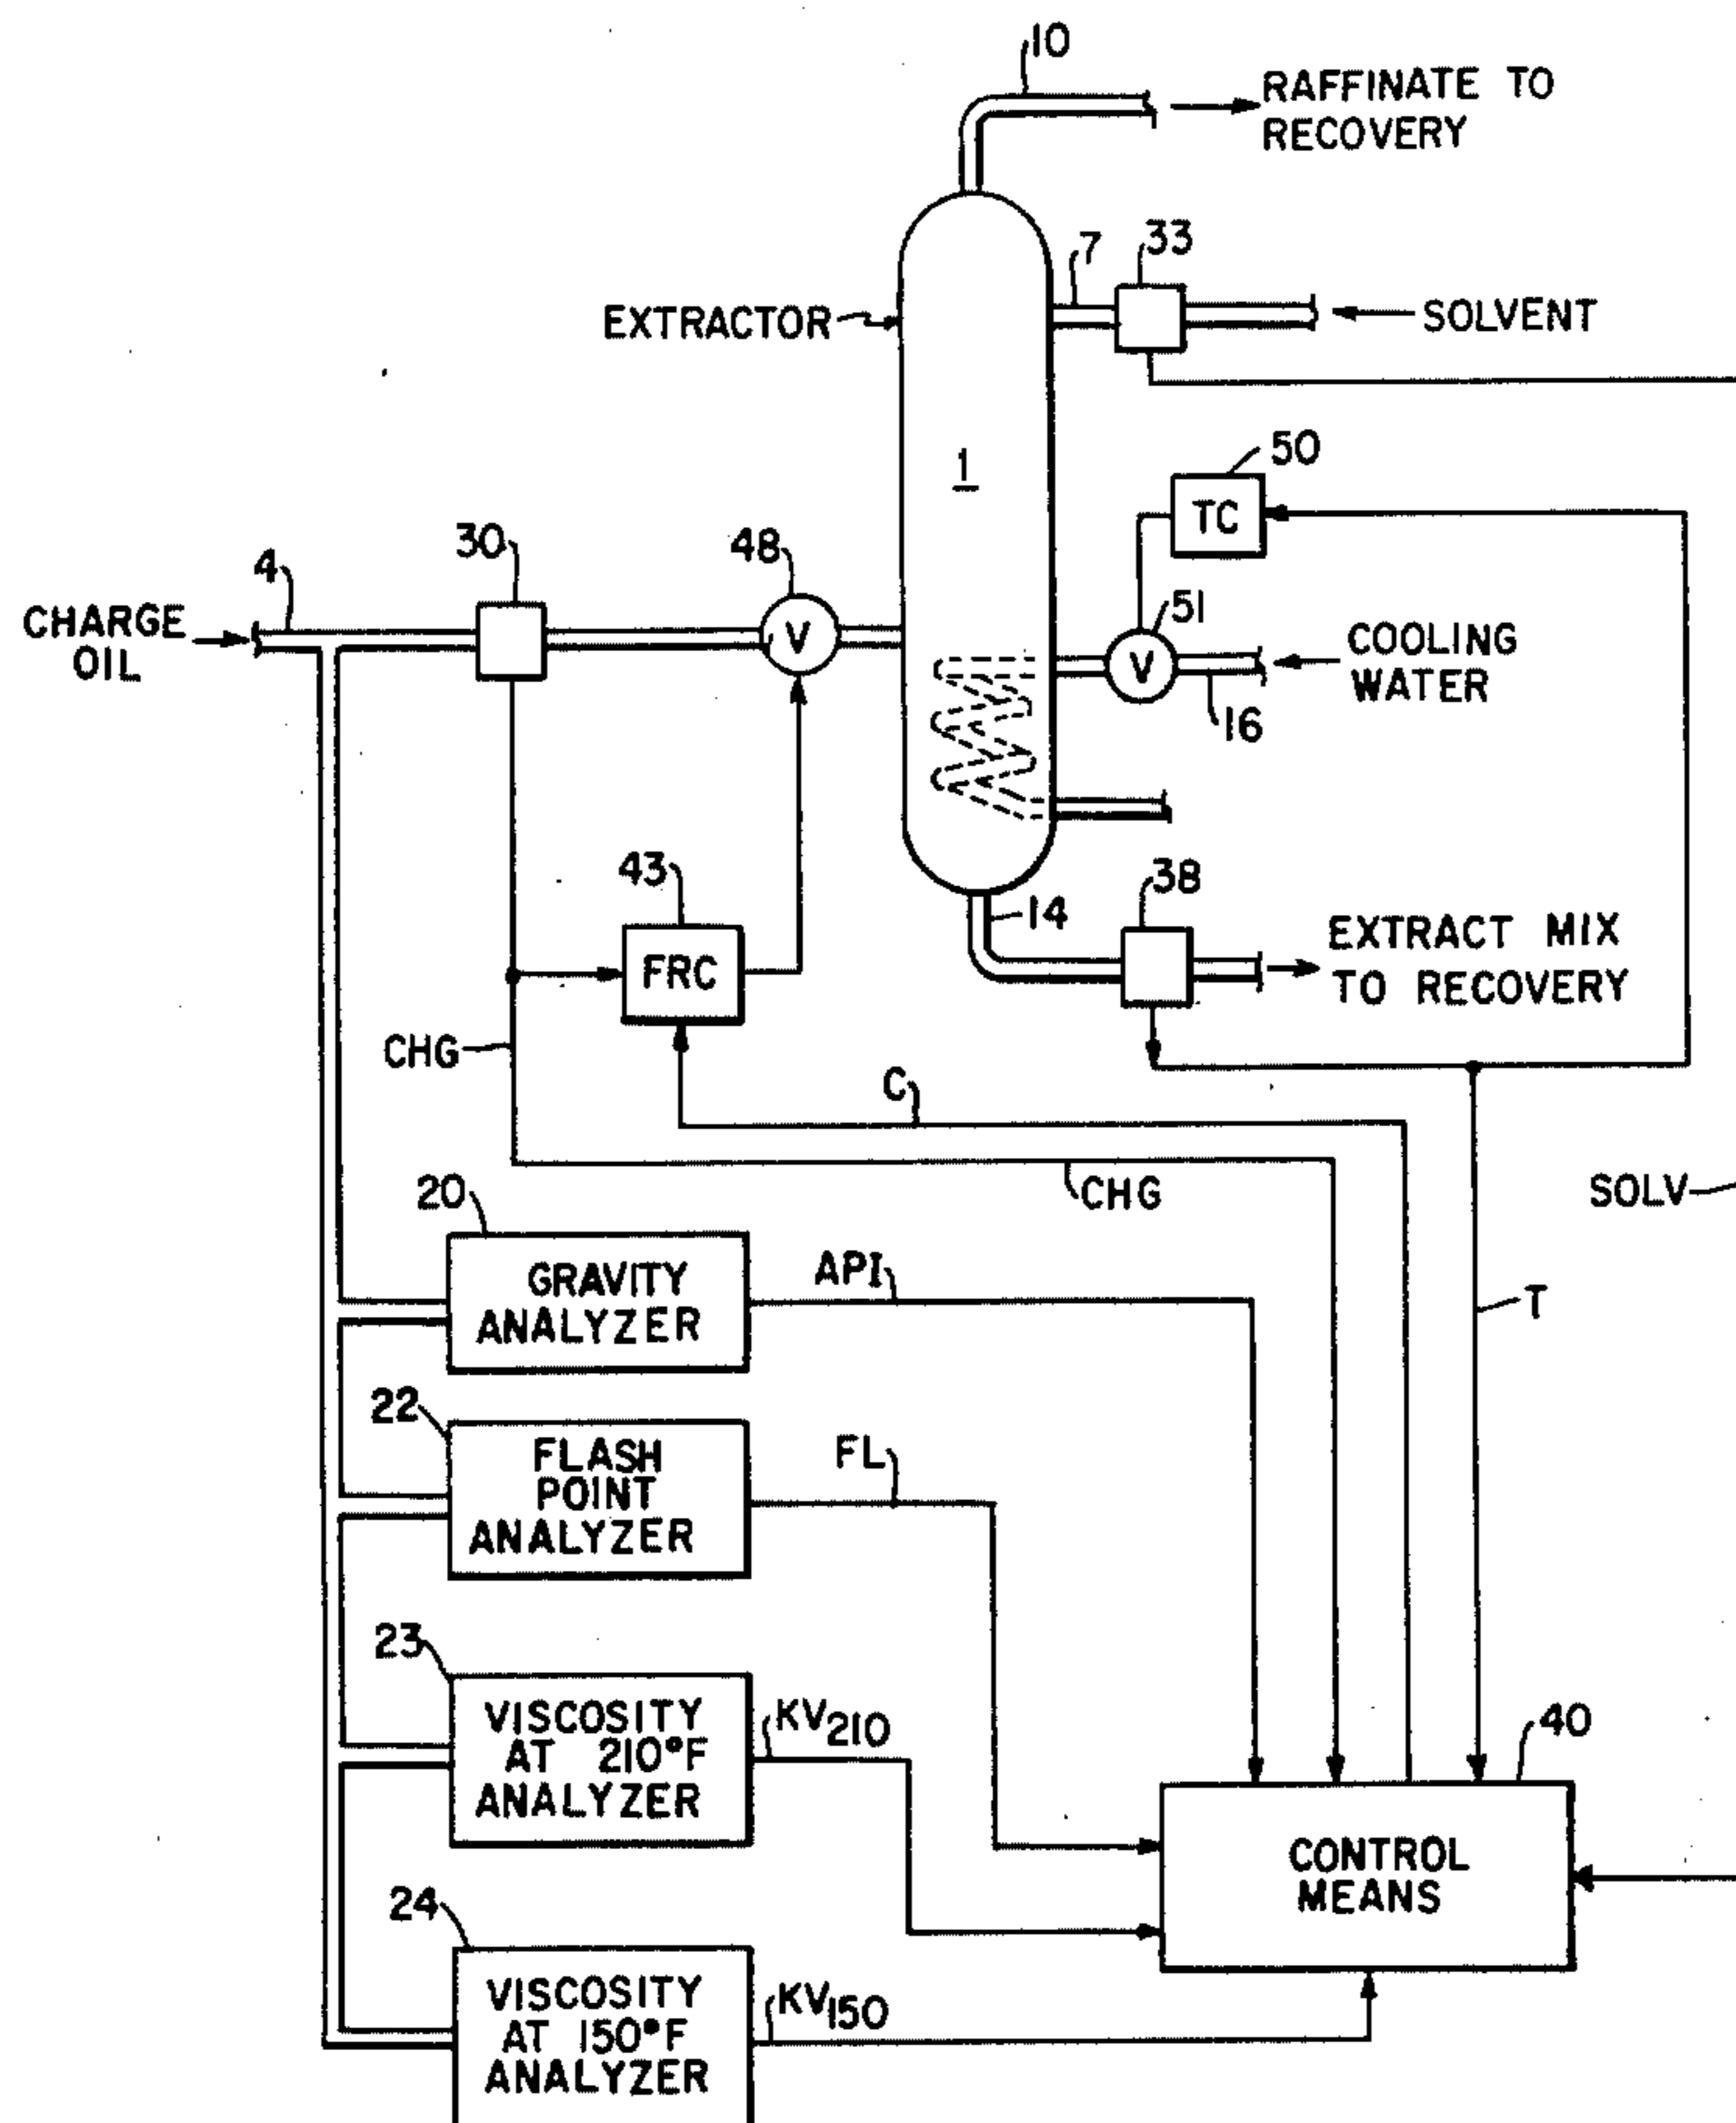 10
RAFFINATE TO
RECOVERY
7
33
EXTRACTOR
SOLVENT
1
50
TC
30
48
4
51
CHARGE
OIL
V
V
COOLING
WATER
16
43
38
14
FRC
EXTRACT MIX
TO RECOVERY
CHG
C
20
CHG
SOLV
GRAVITY
ANALYZER
API
T
22
FLASH
POINT
ANALYZER
FL
23
VISCOSITY
AT 210°F
ANALYZER
KV210
40
CONTROL
MEANS
24
VISCOSITY
AT 150°F
ANALYZER
KV150